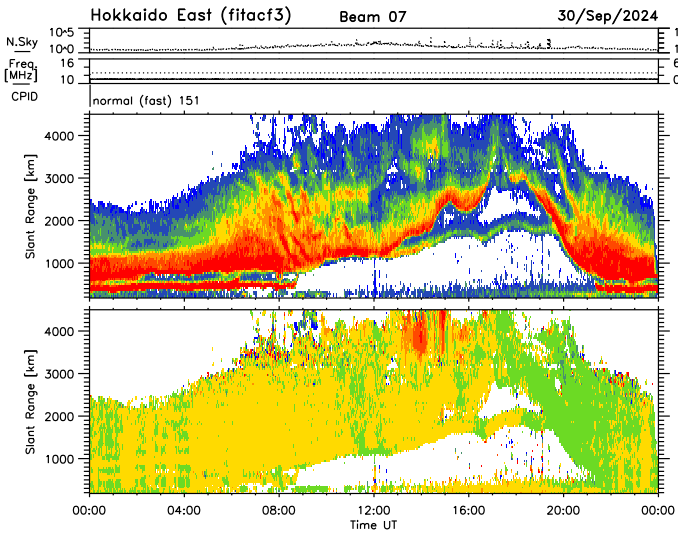 Hokkaido East (fitacf3) Beam 07 30/Sep/2024
N.Sky 10^5 10^0 1 1
Freq. [MHz] 16 10 6 0
CPID normal (fast) 151
Slant Range [km] 4000 3000 2000 1000
Slant Range [km] 4000 3000 2000 1000
00:00 04:00 08:00 12:00 16:00 20:00 00:00
Time UT